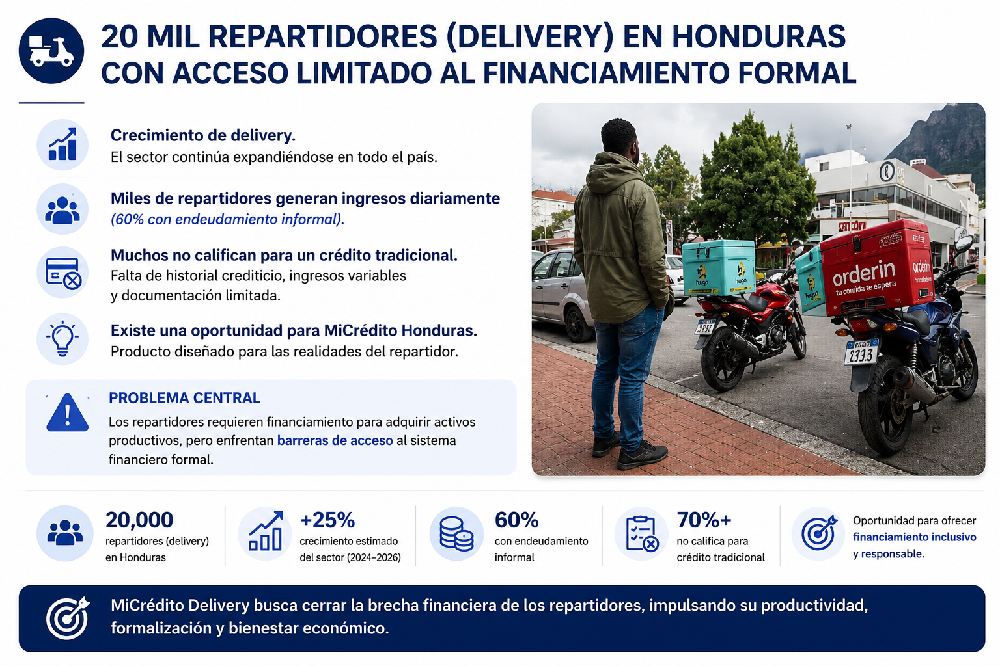 20 MIL REPARTIDORES (DELIVERY) EN HONDURAS
CON ACCESO LIMITADO AL FINANCIAMIENTO FORMAL
Crecimiento de delivery.
El sector continúa expandiéndose en todo el país.
Miles de repartidores generan ingresos diariamente
(60% con endeudamiento informal).
Muchos no califican para un crédito tradicional.
Falta de historial crediticio, ingresos variables
y documentación limitada.
Existe una oportunidad para MiCrédito Honduras.
Producto diseñado para las realidades del repartidor.
PROBLEMA CENTRAL
Los repartidores requieren financiamiento para adquirir activos
productivos, pero enfrentan barreras de acceso al sistema
financiero formal.
hugo
hugo
orderin
tu comida te espera
orderin
20,000
repartidores (delivery)
en Honduras
+25%
crecimiento estimado
del sector (2024–2026)
60%
con endeudamiento
informal
70%+
no califica para
crédito tradicional
Oportunidad para ofrecer
financiamiento inclusivo
y responsable.
MiCrédito Delivery busca cerrar la brecha financiera de los repartidores, impulsando su productividad,
formalización y bienestar económico.